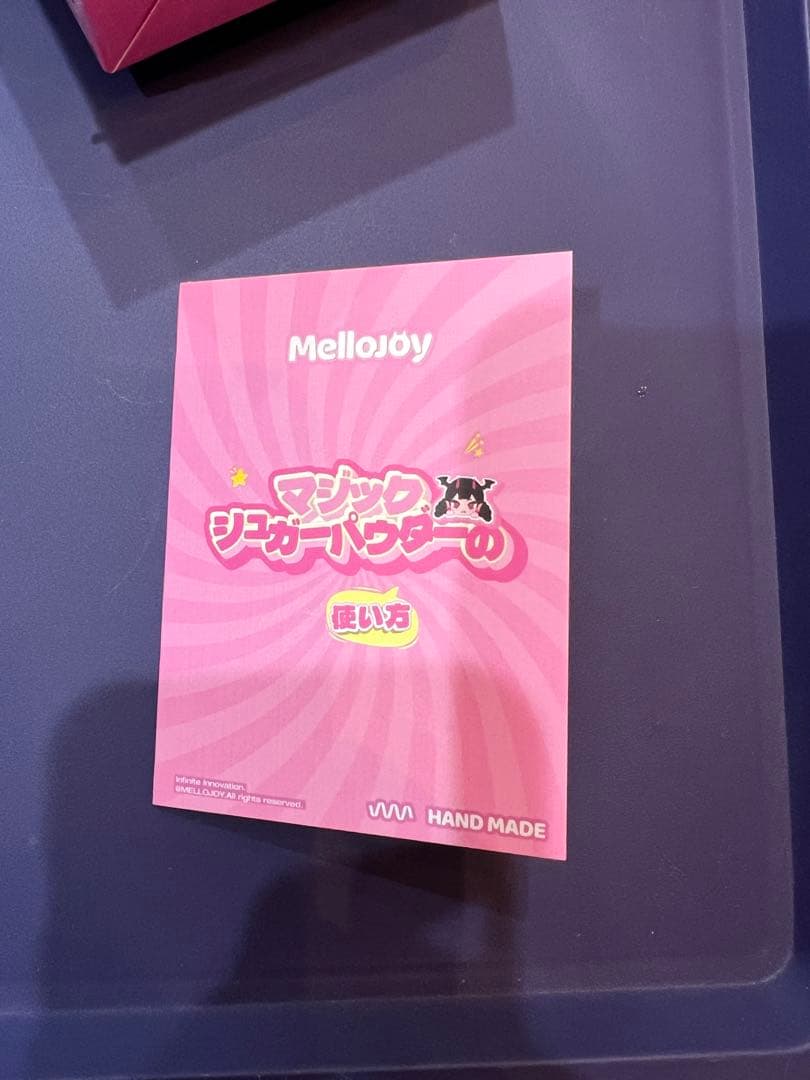 MelloJOY
マジック
シュガーパウダーの
使い方
Infinite Innovation.
@MELLOJOY.All rights reserved.
HAND MADE